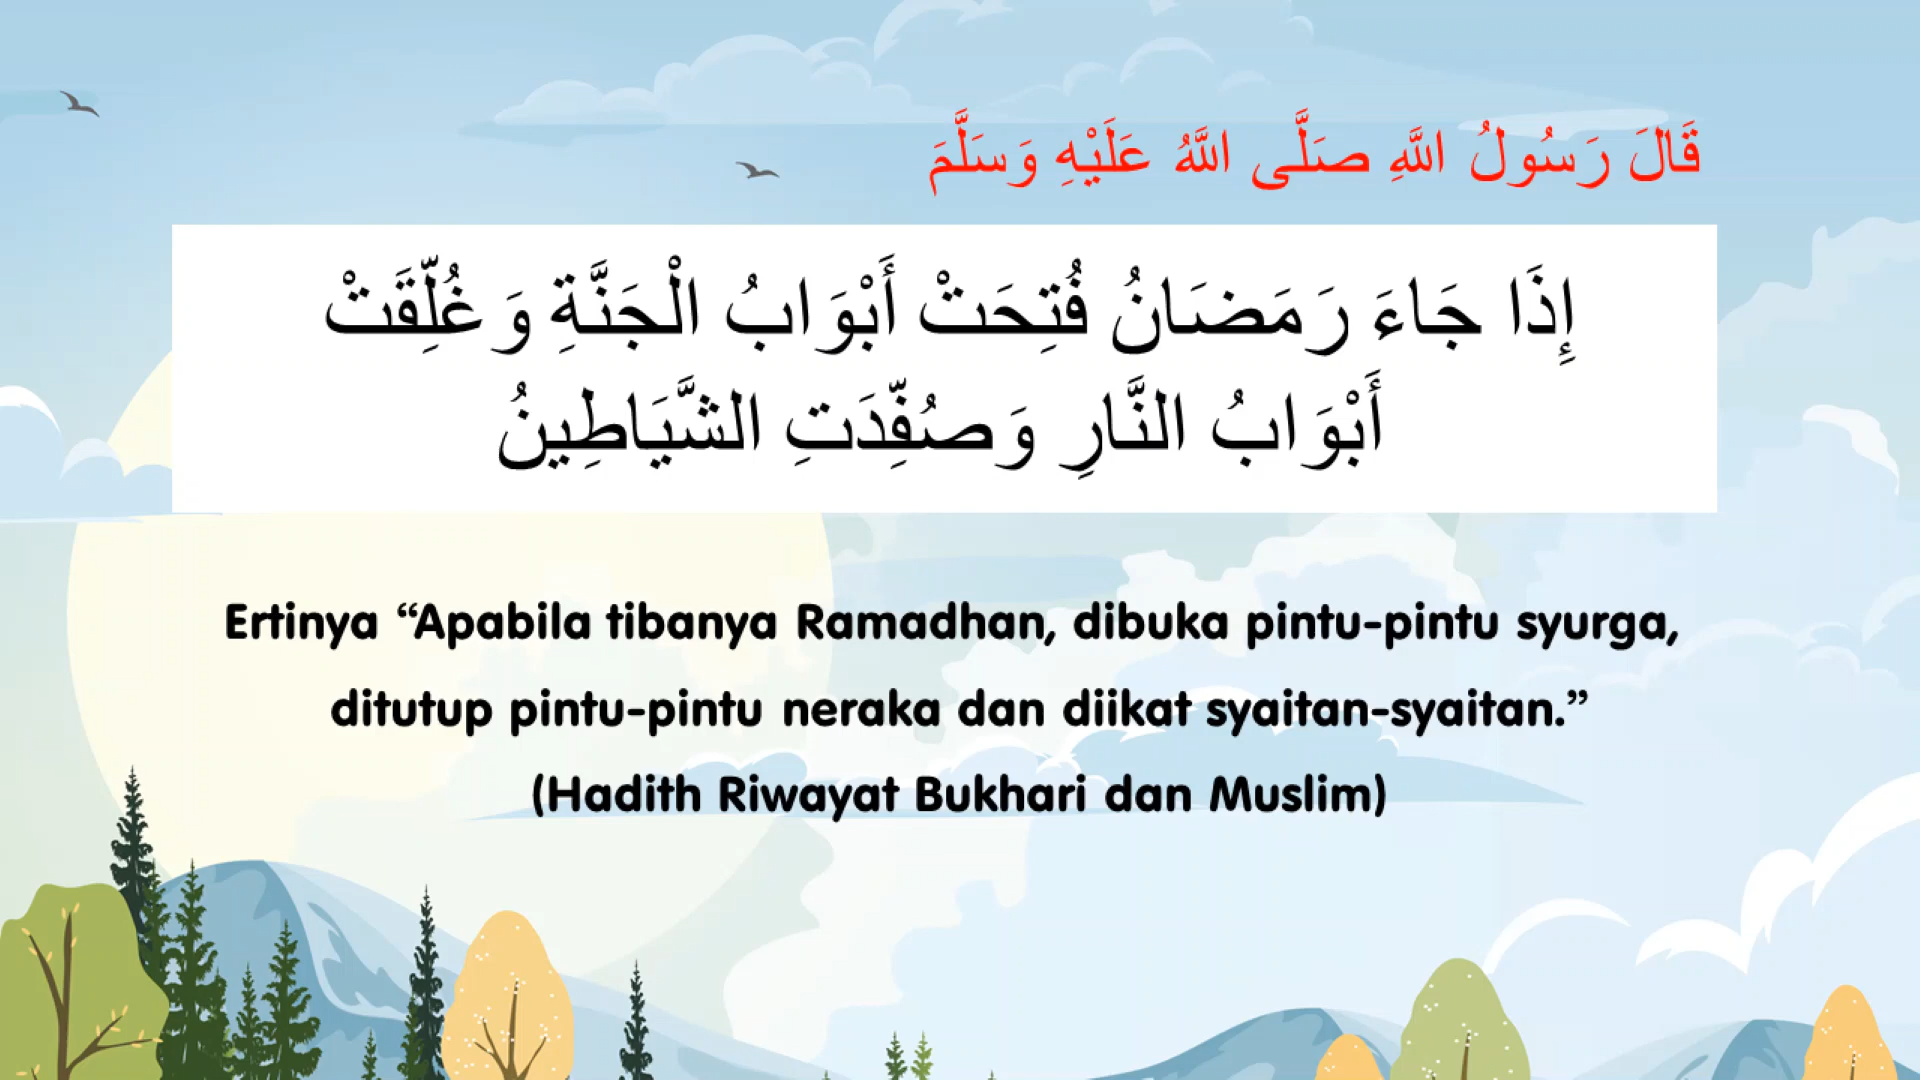 قَالَ رَسُولُ اللَّهِ صَلَّى اللَّهُ عَلَيْهِ وَسَلَّمَ
إِذَا جَاءَ رَمَضَانُ فُتِحَتْ أَبْوَابُ الْجَنَّةِ وَغُلِّقَتْ
أَبْوَابُ النَّارِ وَصُفِّدَتِ الشَّيَاطِينُ
Ertinya “Apabila tibanya Ramadhan, dibuka pintu-pintu syurga,
ditutup pintu-pintu neraka dan diikat syaitan-syaitan.”
(Hadith Riwayat Bukhari dan Muslim)